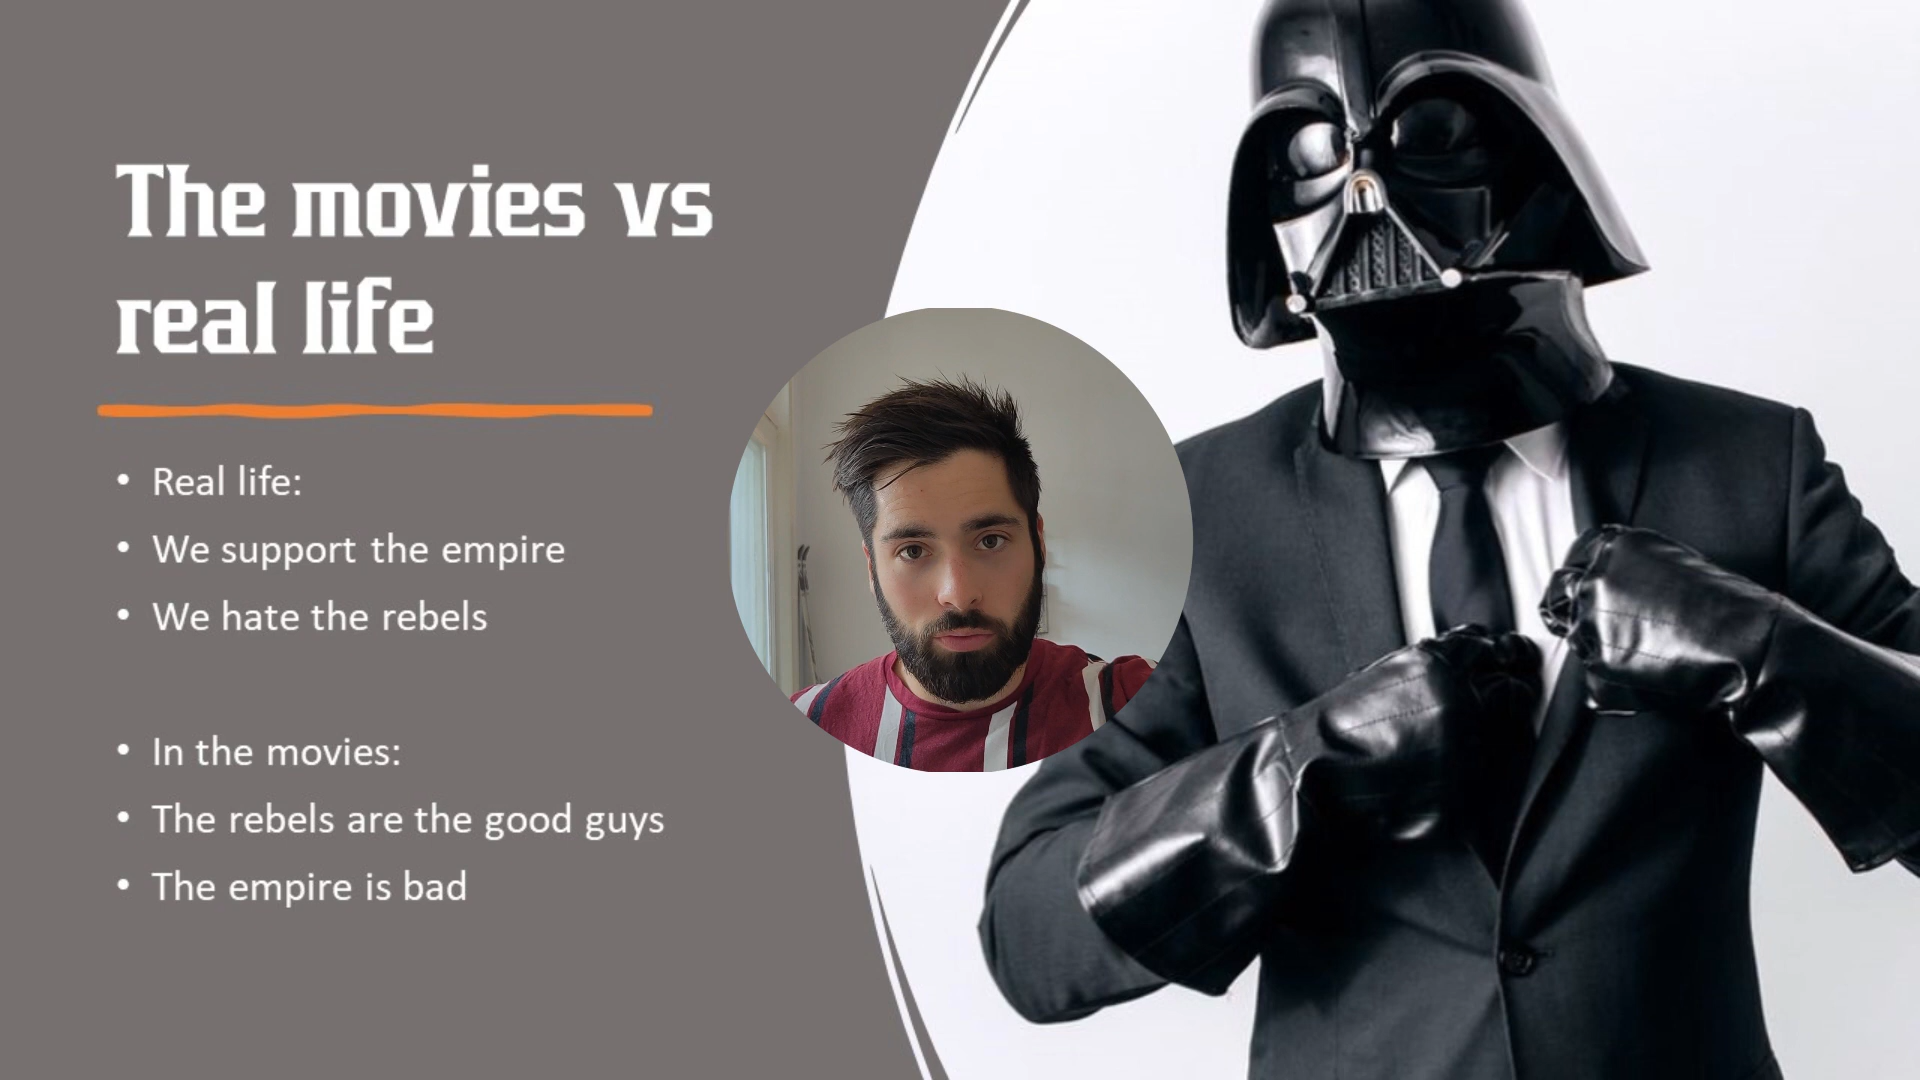 The movies vs
real life
• Real life:
• We support the empire
• We hate the rebels
• In the movies:
• The rebels are the good guys
• The empire is bad